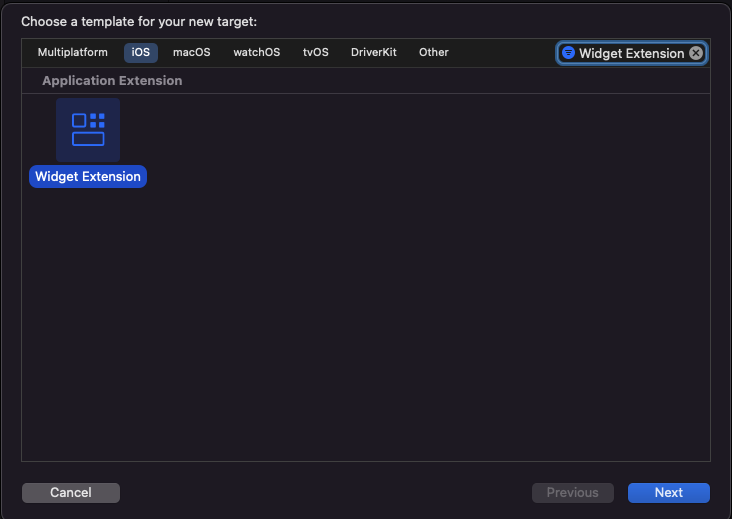 Choose a template for your new target:
Multiplatform iOS macOS watchOS tvOS DriverKit Other Widget Extension
Application Extension
Widget Extension
Cancel Previous Next